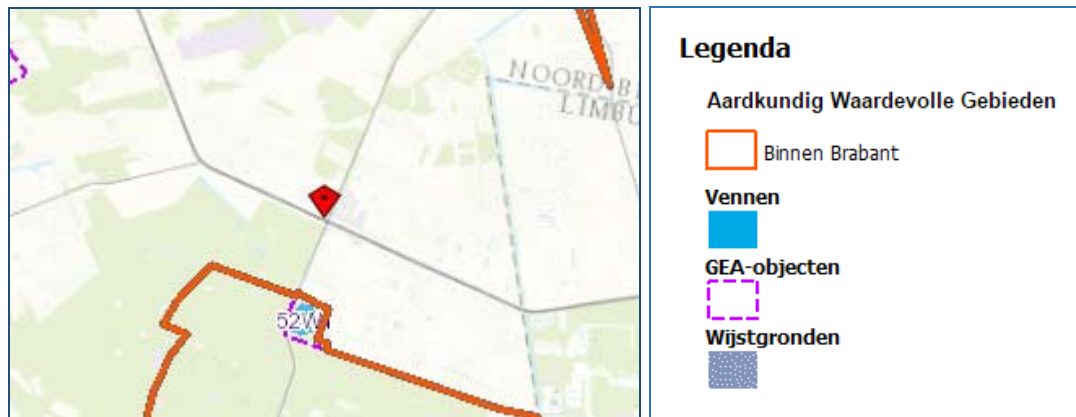 NOORD-B
LIMBU
52W
Legenda
Aardkundig Waardevolle Gebieden
Binnen Brabant
Vennen
GEA-objecten
Wijstgronden